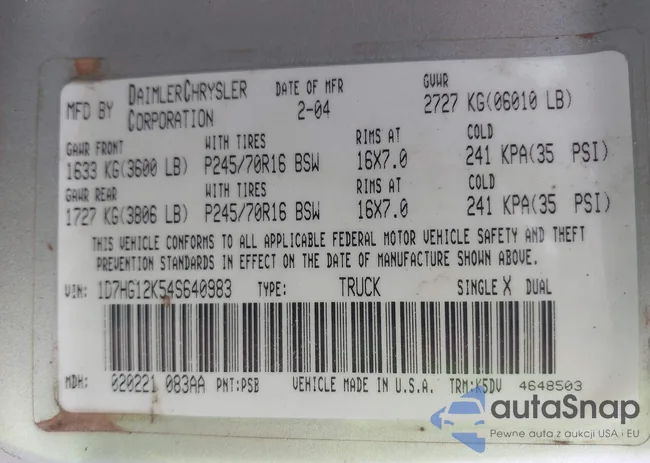 MFD BY DAIMLERCHRYSLER CORPORATION DATE OF MFR 2-04 GVWR 2727 KG(06010 LB)
GAWR FRONT WITH TIRES RIMS AT COLD
1633 KG(3600 LB) P245/70R16 BSW 16X7.0 241 KPA(35 PSI)
GAWR REAR WITH TIRES RIMS AT COLD
1727 KG(3806 LB) P245/70R16 BSW 16X7.0 241 KPA(35 PSI)
THIS VEHICLE CONFORMS TO ALL APPLICABLE FEDERAL MOTOR VEHICLE SAFETY AND THEFT
PREVENTION STANDARDS IN EFFECT ON THE DATE OF MANUFACTURE SHOWN ABOVE.
VIN: 1D7HG12K54S640983 TYPE: TRUCK SINGLE X DUAL
MDH: 020221 083AA PNT:PSB VEHICLE MADE IN U.S.A. TRM:K5DV 4648503
autaSnap
Pewne auta z aukcji USA i EU